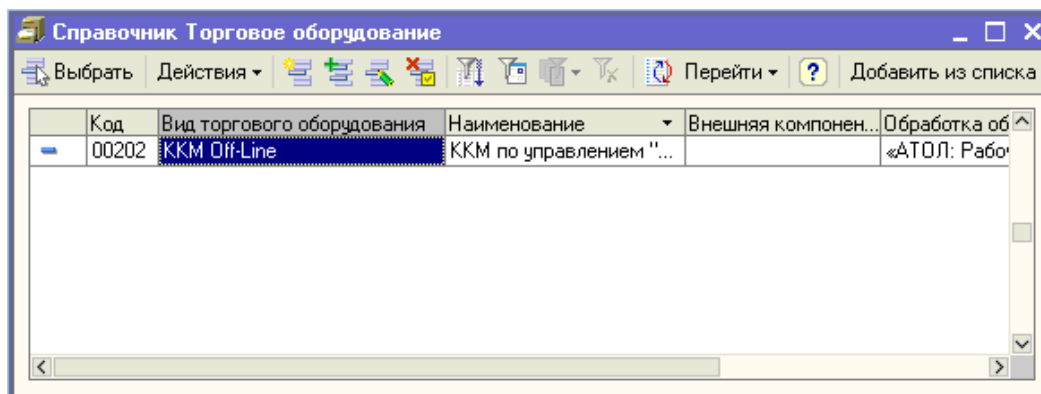 Справочник Торговое оборудование
Выбрать Действия Перейти ? Добавить из списка
Код Вид торгового оборудования Наименование Внешняя компонен... Обработка об
00202 ККМ Off-Line ККМ по управлением "... «АТОЛ: Рабоч